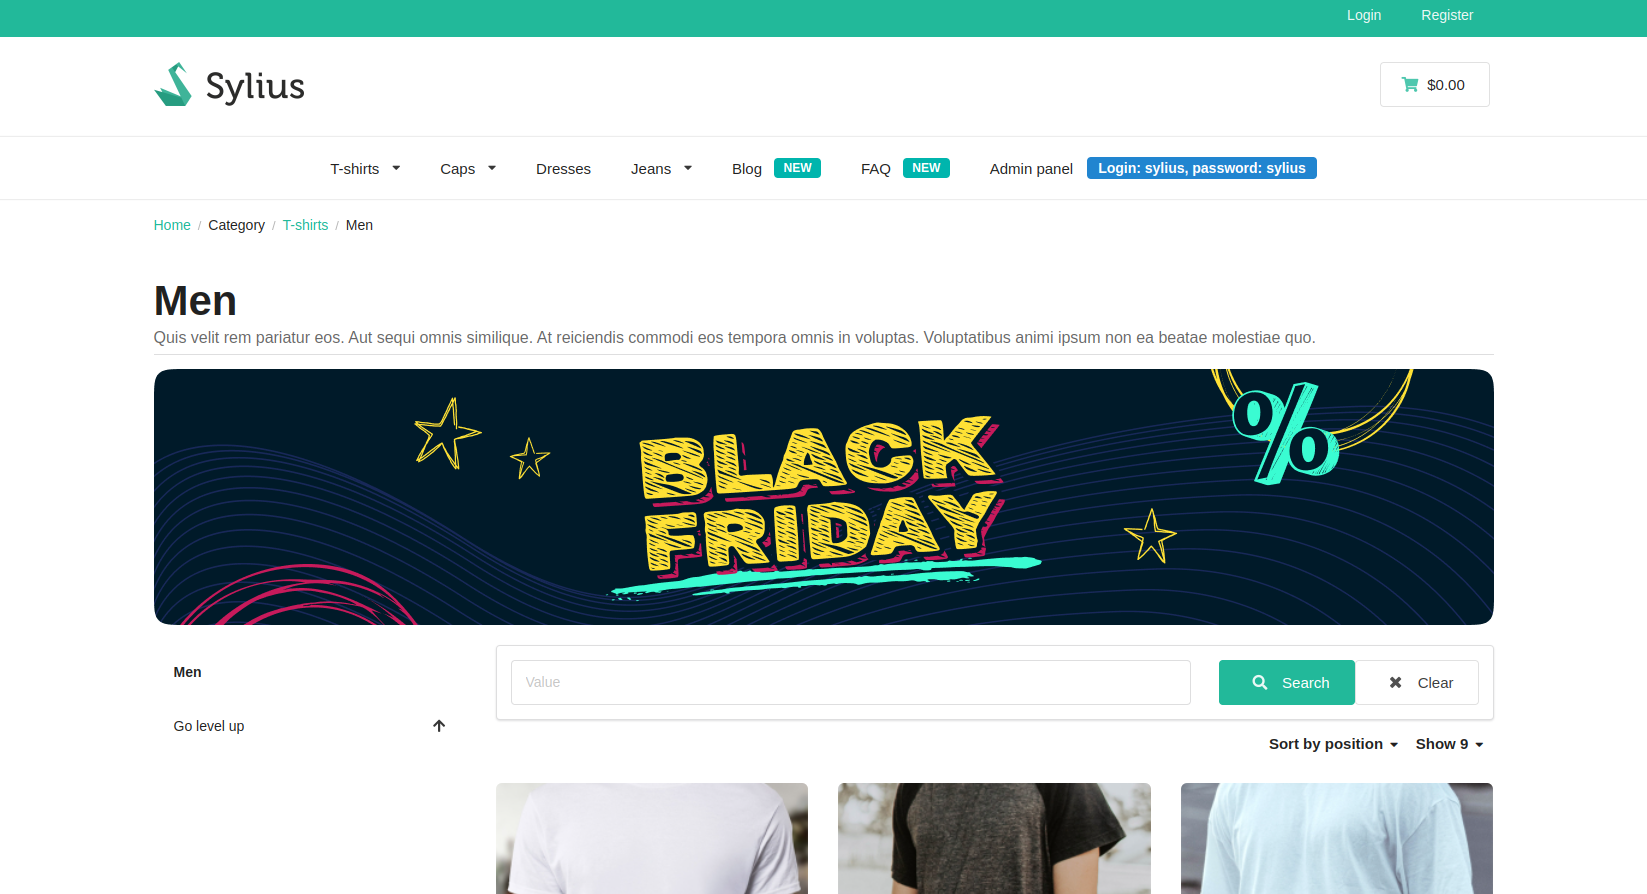 Login Register
Sylius
$0.00
T-shirts Caps Dresses Jeans Blog NEW FAQ NEW Admin panel Login: sylius, password: sylius
Home / Category / T-shirts / Men
Men
Quis velit rem pariatur eos. Aut sequi omnis similique. At reiciendis commodi eos tempora omnis in voluptas. Voluptatibus animi ipsum non ea beatae molestiae quo.
%
BLACK
FRIDAY
Men
Value Search Clear
Go level up
Sort by position Show 9